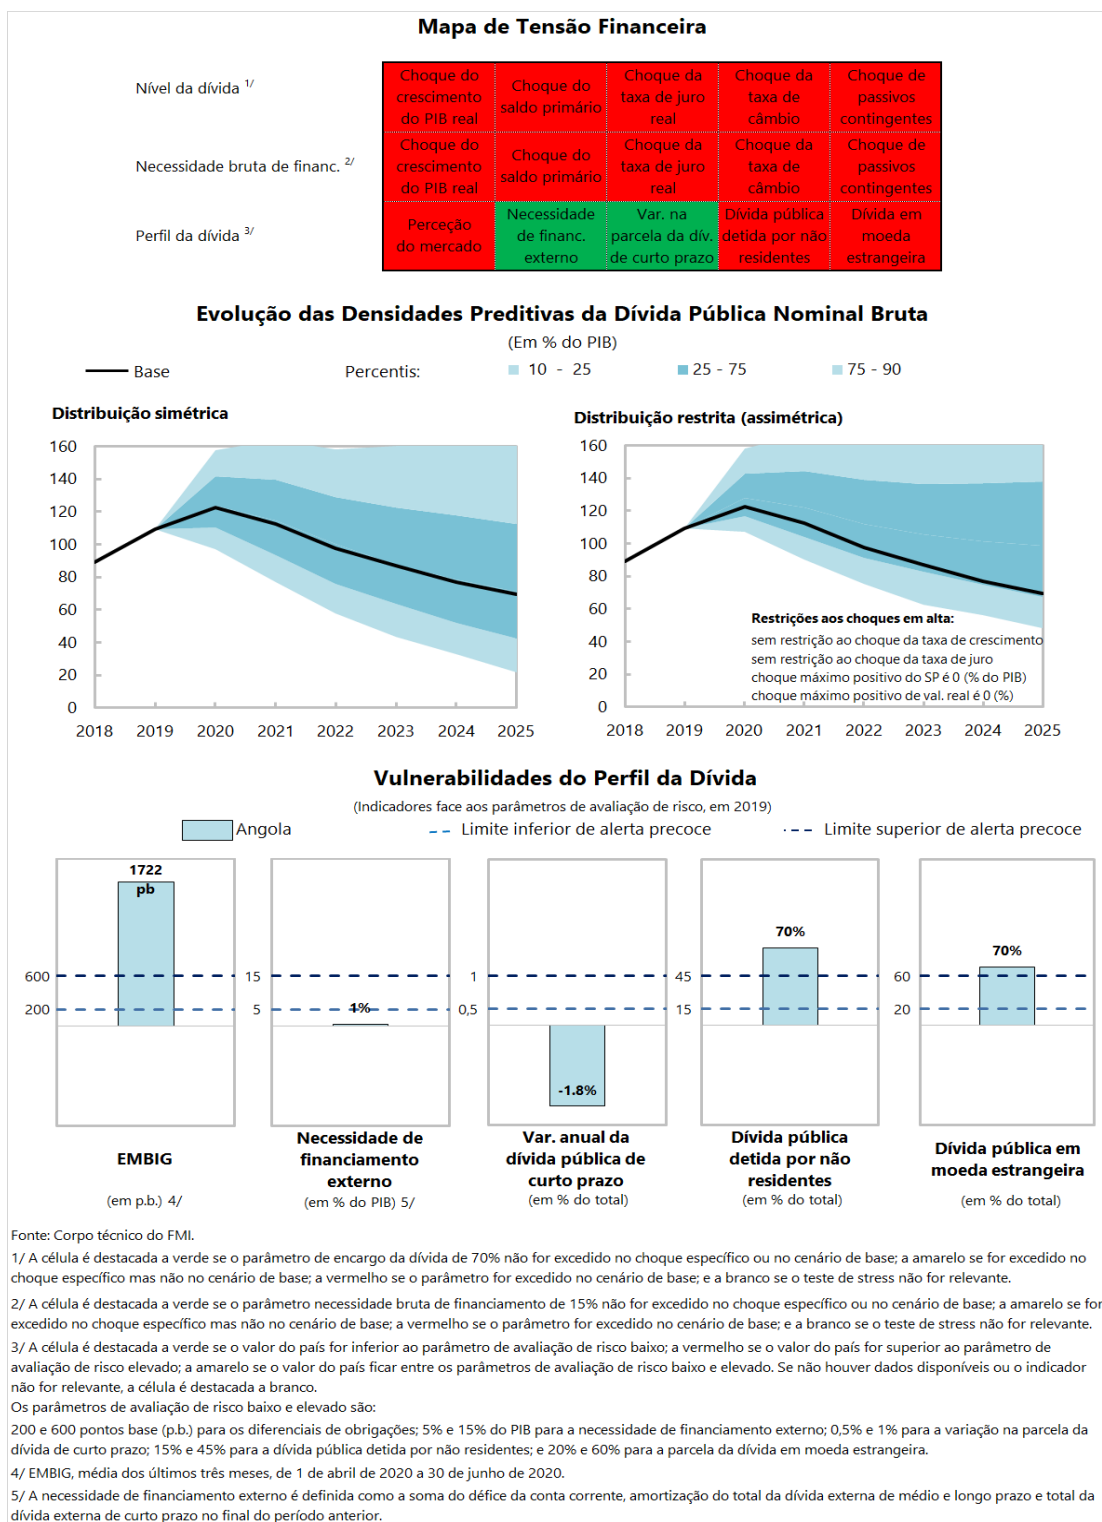 Mapa de Tensão Financeira
Nível da dívida 1/
Choque do crescimento do PIB real
Choque do saldo primário
Choque da taxa de juro real
Choque da taxa de câmbio
Choque de passivos contingentes
Necessidade bruta de financ. 2/
Choque do crescimento do PIB real
Choque do saldo primário
Choque da taxa de juro real
Choque da taxa de câmbio
Choque de passivos contingentes
Perfil da dívida 3/
Perceção do mercado
Necessidade de financ. externo
Var. na parcela da dív. de curto prazo
Dívida pública detida por não residentes
Dívida em moeda estrangeira
Evolução das Densidades Preditivas da Dívida Pública Nominal Bruta
(Em % do PIB)
Base
Percentis:
10 - 25
25 - 75
75 - 90
Distribuição simétrica
160
140
120
100
80
60
40
20
0
2018 2019 2020 2021 2022 2023 2024 2025
Distribuição restrita (assimétrica)
160
140
120
100
80
60
40
20
0
Restrições aos choques em alta:
sem restrição ao choque da taxa de crescimento
sem restrição ao choque da taxa de juro
choque máximo positivo do SP é 0 (% do PIB)
choque máximo positivo de val. real é 0 (%)
2018 2019 2020 2021 2022 2023 2024 2025
Vulnerabilidades do Perfil da Dívida
(Indicadores face aos parâmetros de avaliação de risco, em 2019)
Angola
Limite inferior de alerta precoce
Limite superior de alerta precoce
1722
pb
600
200
EMBIG
(em p.b.) 4/
15
5
1%
Necessidade de
financiamento
externo
(em % do PIB) 5/
1
0,5
-1.8%
Var. anual da
dívida pública de
curto prazo
(em % do total)
70%
45
15
Dívida pública
detida por não
residentes
(em % do total)
70%
60
20
Dívida pública em
moeda estrangeira
(em % do total)
Fonte: Corpo técnico do FMI.
1/ A célula é destacada a verde se o parâmetro de encargo da dívida de 70% não for excedido no choque específico ou no cenário de base; a amarelo se for excedido no
choque específico mas não no cenário de base; a vermelho se o parâmetro for excedido no cenário de base; e a branco se o teste de stress não for relevante.
2/ A célula é destacada a verde se o parâmetro necessidade bruta de financiamento de 15% não for excedido no choque específico ou no cenário de base; a amarelo se for
excedido no choque específico mas não no cenário de base; a vermelho se o parâmetro for excedido no cenário de base; e a branco se o teste de stress não for relevante.
3/ A célula é destacada a verde se o valor do país for inferior ao parâmetro de avaliação de risco baixo; a vermelho se o valor do país for superior ao parâmetro de
avaliação de risco elevado; a amarelo se o valor do país ficar entre os parâmetros de avaliação de risco baixo e elevado. Se não houver dados disponíveis ou o indicador
não for relevante, a célula é destacada a branco.
Os parâmetros de avaliação de risco baixo e elevado são:
200 e 600 pontos base (p.b.) para os diferenciais de obrigações; 5% e 15% do PIB para a necessidade de financiamento externo; 0,5% e 1% para a variação na parcela da
dívida de curto prazo; 15% e 45% para a dívida pública detida por não residentes; e 20% e 60% para a parcela da dívida em moeda estrangeira.
4/ EMBIG, média dos últimos três meses, de 1 de abril de 2020 a 30 de junho de 2020.
5/ A necessidade de financiamento externo é definida como a soma do défice da conta corrente, amortização do total da dívida externa de médio e longo prazo e total da
dívida externa de curto prazo no final do período anterior.